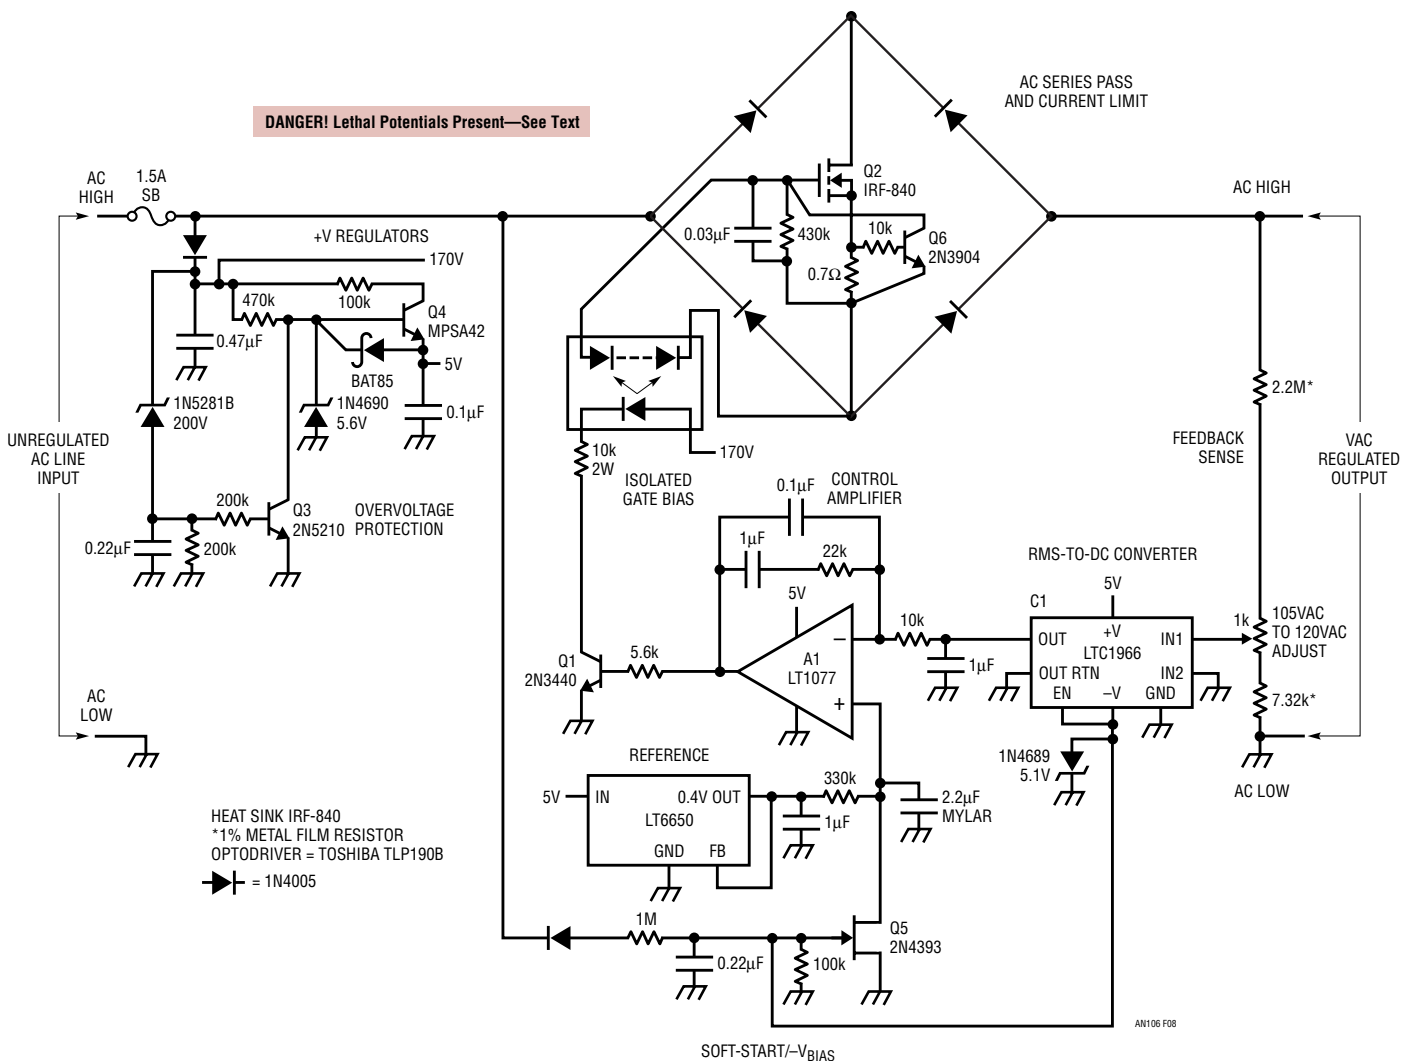 AC SERIES PASS
AND CURRENT LIMIT
DANGER! Lethal Potentials Present—See Text
AC
HIGH
1.5A
SB
Q2
IRF-840
AC HIGH
+V REGULATORS
170V
0.03µF
430k
10k
Q6
2N3904
0.7Ω
470k
100k
Q4
MPSA42
0.47µF
5V
BAT85
1N5281B
200V
1N4690
5.6V
0.1µF
2.2M*
UNREGULATED
AC LINE
INPUT
FEEDBACK
SENSE
VAC
REGULATED
OUTPUT
10k
2W
170V
ISOLATED
GATE BIAS
0.1µF
CONTROL
AMPLIFIER
200k
Q3
2N5210
OVERVOLTAGE
PROTECTION
0.22µF
200k
1µF
22k
RMS-TO-DC CONVERTER
5V
5V
C1
10k
1k
105VAC
TO 120VAC
ADJUST
OUT
+V
LTC1966
IN1
OUT RTN
IN2
EN
–V
GND
Q1
2N3440
5.6k
A1
LT1077
–
+
1µF
7.32k*
AC
LOW
1N4689
5.1V
REFERENCE
AC LOW
5V
IN
0.4V OUT
LT6650
GND
FB
330k
1µF
2.2µF
MYLAR
HEAT SINK IRF-840
*1% METAL FILM RESISTOR
OPTODRIVER = TOSHIBA TLP190B
= 1N4005
1M
Q5
2N4393
0.22µF
100k
AN106 F08
SOFT-START/–VBIAS